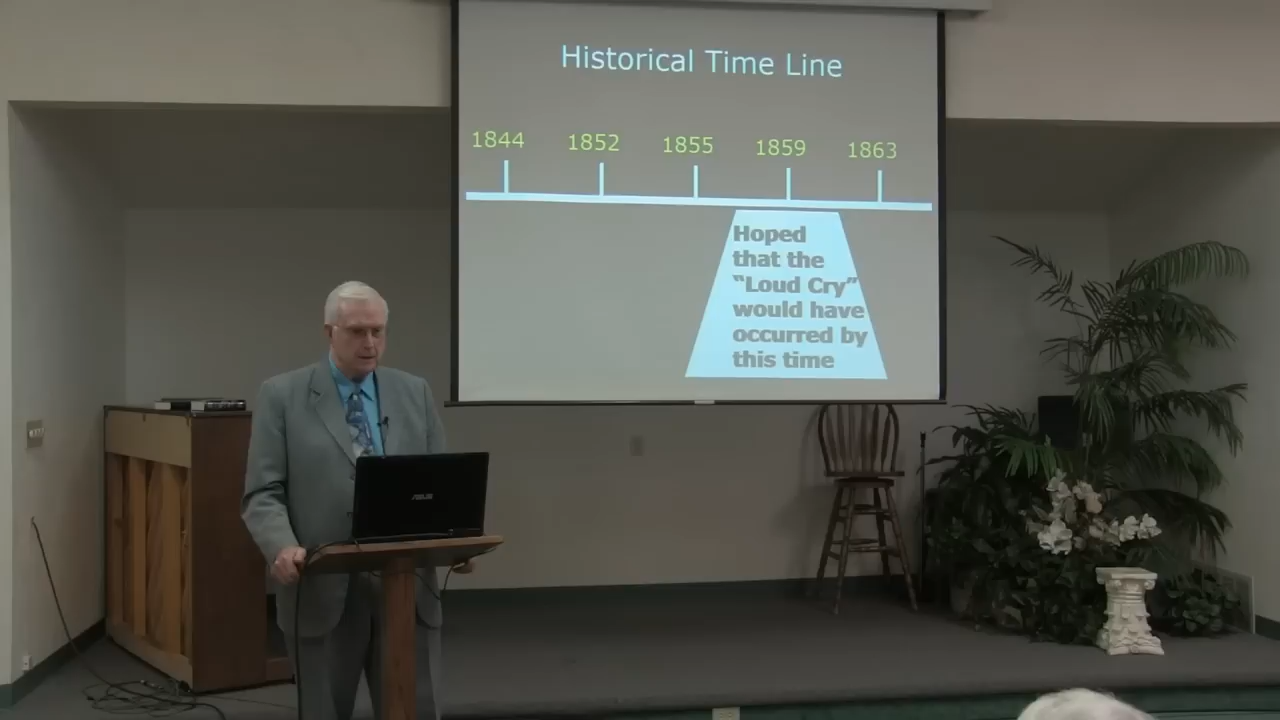 Historical Time Line
1844 1852 1855 1859 1863
Hoped
that the
“Loud Cry”
would have
occurred by
this time
ASUS